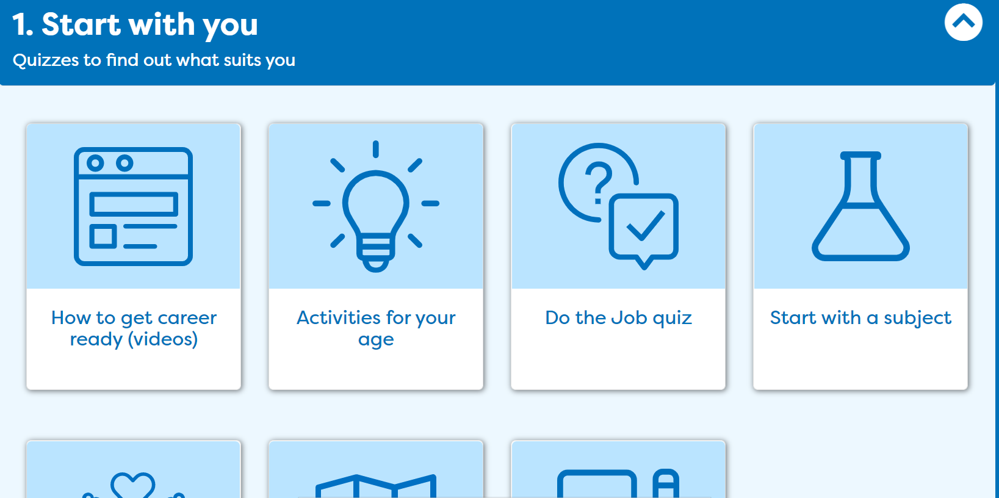 1. Start with you
Quizzes to find out what suits you
How to get career
ready (videos)
Activities for your
age
Do the Job quiz
Start with a subject